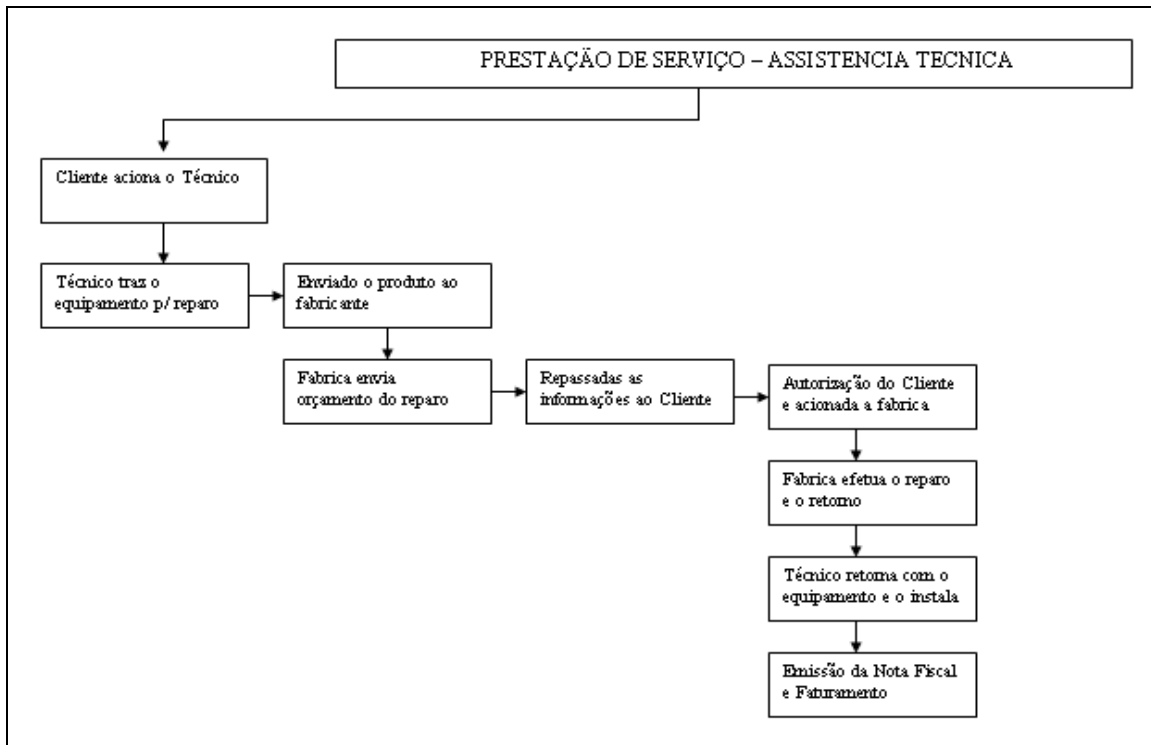 PRESTAÇÃO DE SERVIÇO – ASSISTENCIA TECNICA
Cliente aciona o Técnico
Técnico traz o
equipamento p/ reparo
Enviado o produto ao
fabricante
Fabrica envia
orçamento do reparo
Repassadas as
informações ao Cliente
Autorização do Cliente
e acionada a fabrica
Fabrica efetua o reparo
e o retorno
Técnico retorna com o
equipamento e o instala
Emissão da Nota Fiscal
e Faturamento